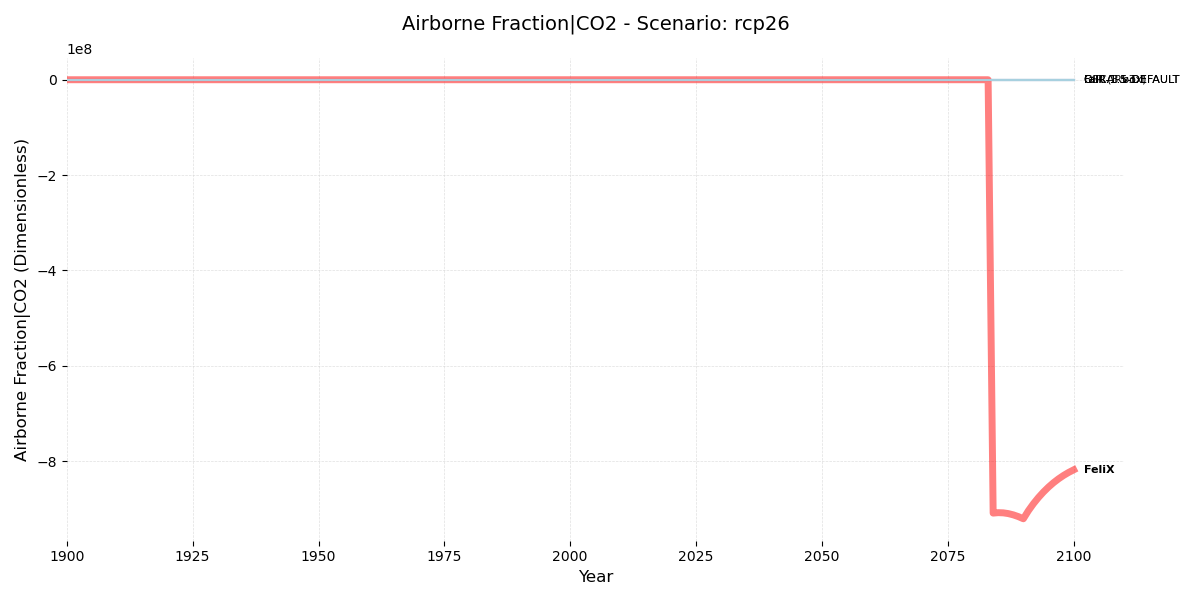 Airborne Fraction|CO2 - Scenario: rcp26
1e8
0
−2
−4
−6
−8
Airborne Fraction|CO2 (Dimensionless)
FeliX
1900
1925
1950
1975
2000
2025
2050
2075
2100
Year